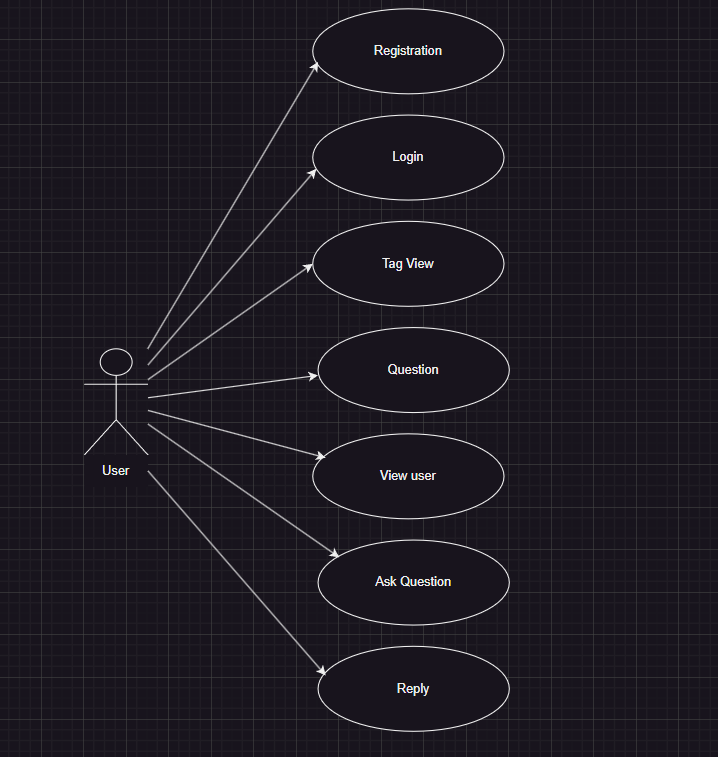 Registration
Login
Tag View
Question
View user
User
Ask Question
Reply